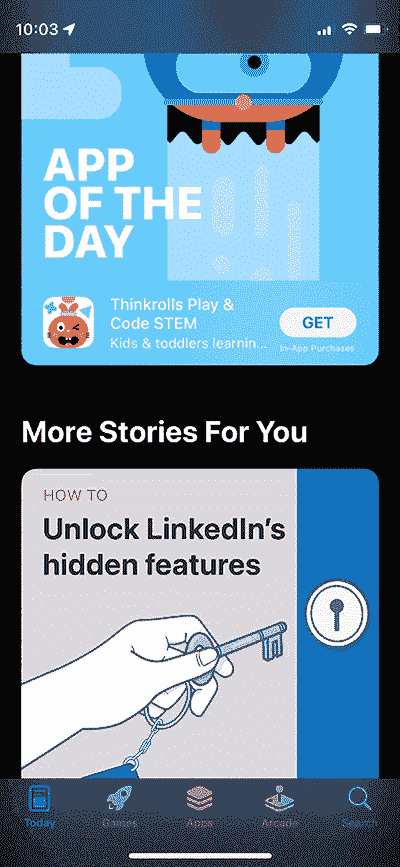 10:03
APP
OF THE
DAY
Thinkrolls Play &
Code STEM
Kids & toddlers learnin...
GET
In-App Purchases
More Stories For You
HOW TO
Unlock LinkedIn's
hidden features
Today
Games
Apps
Arcade
Search